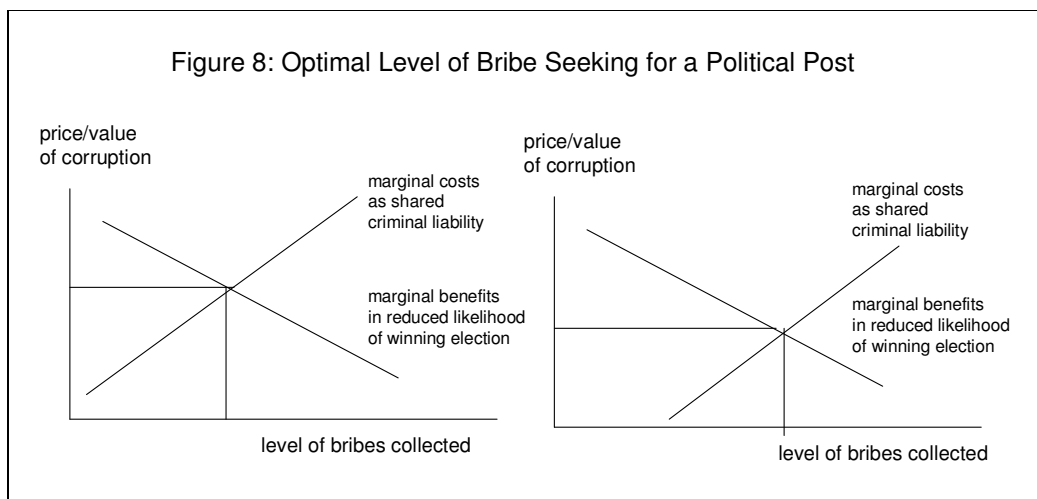 Figure 8: Optimal Level of Bribe Seeking for a Political Post
price/value
of corruption
marginal costs
as shared
criminal liability
marginal benefits
in reduced likelihood
of winning election
level of bribes collected
price/value
of corruption
marginal costs
as shared
criminal liability
marginal benefits
in reduced likelihood
of winning election
level of bribes collected